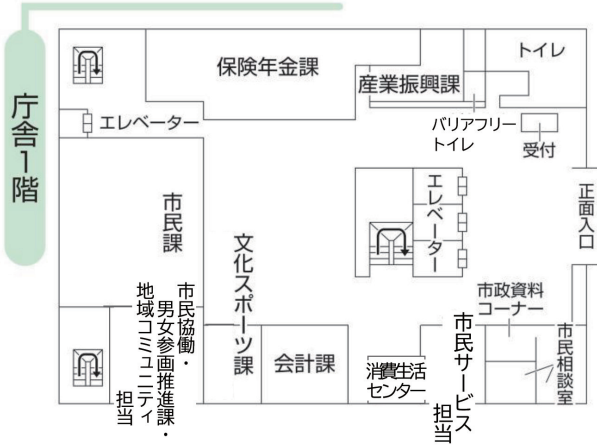 庁舎1階
保険年金課
産業振興課
トイレ
エレベーター
バリアフリー
トイレ
受付
正面入口
市民課
エレベーター
文化スポーツ課
市民協働・
男女参画推進課・
地域コミュニティ
担当
会計課
消費生活
センター
市民サービス
担当
市政資料
コーナー
市民相談室